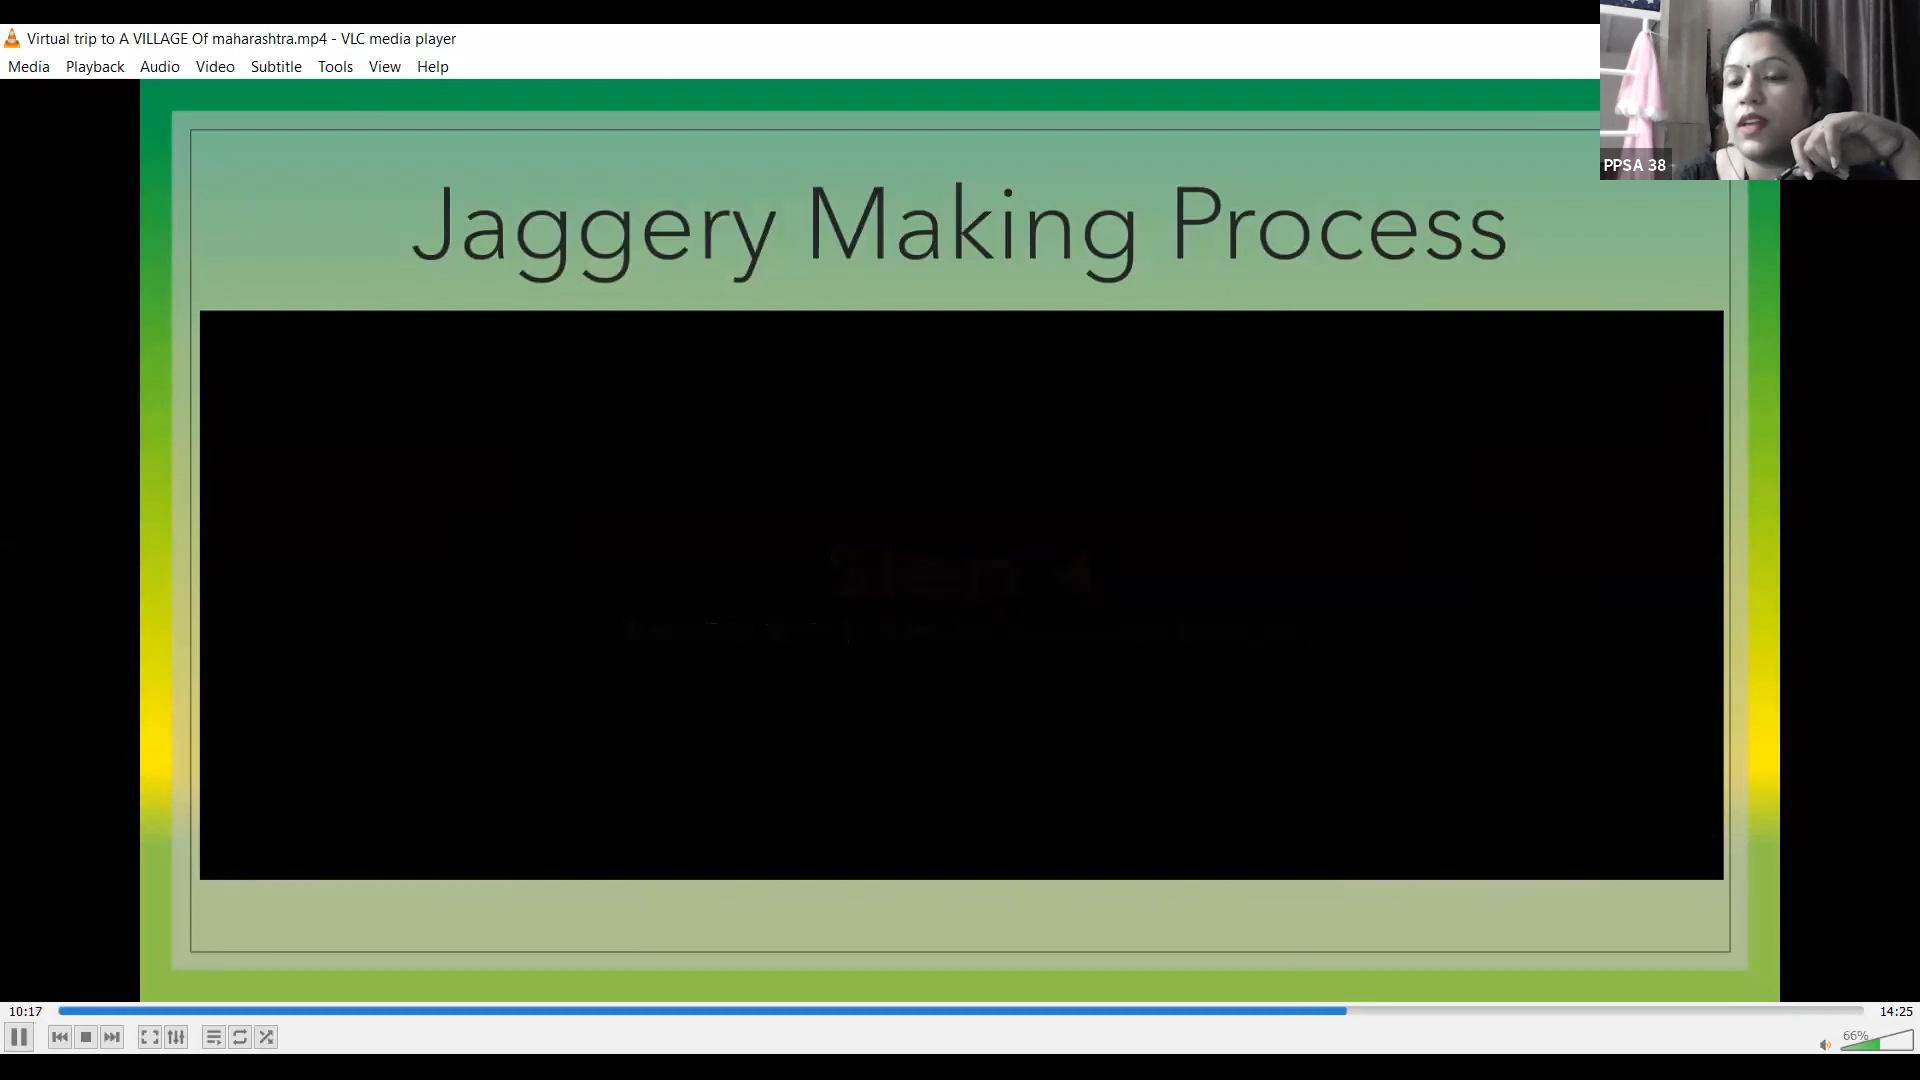 Virtual trip to A VILLAGE Of maharashtra.mp4 - VLC media player
Media Playback Audio Video Subtitle Tools View Help
PPSA 38
Jaggery Making Process
10:17
14:25
66%